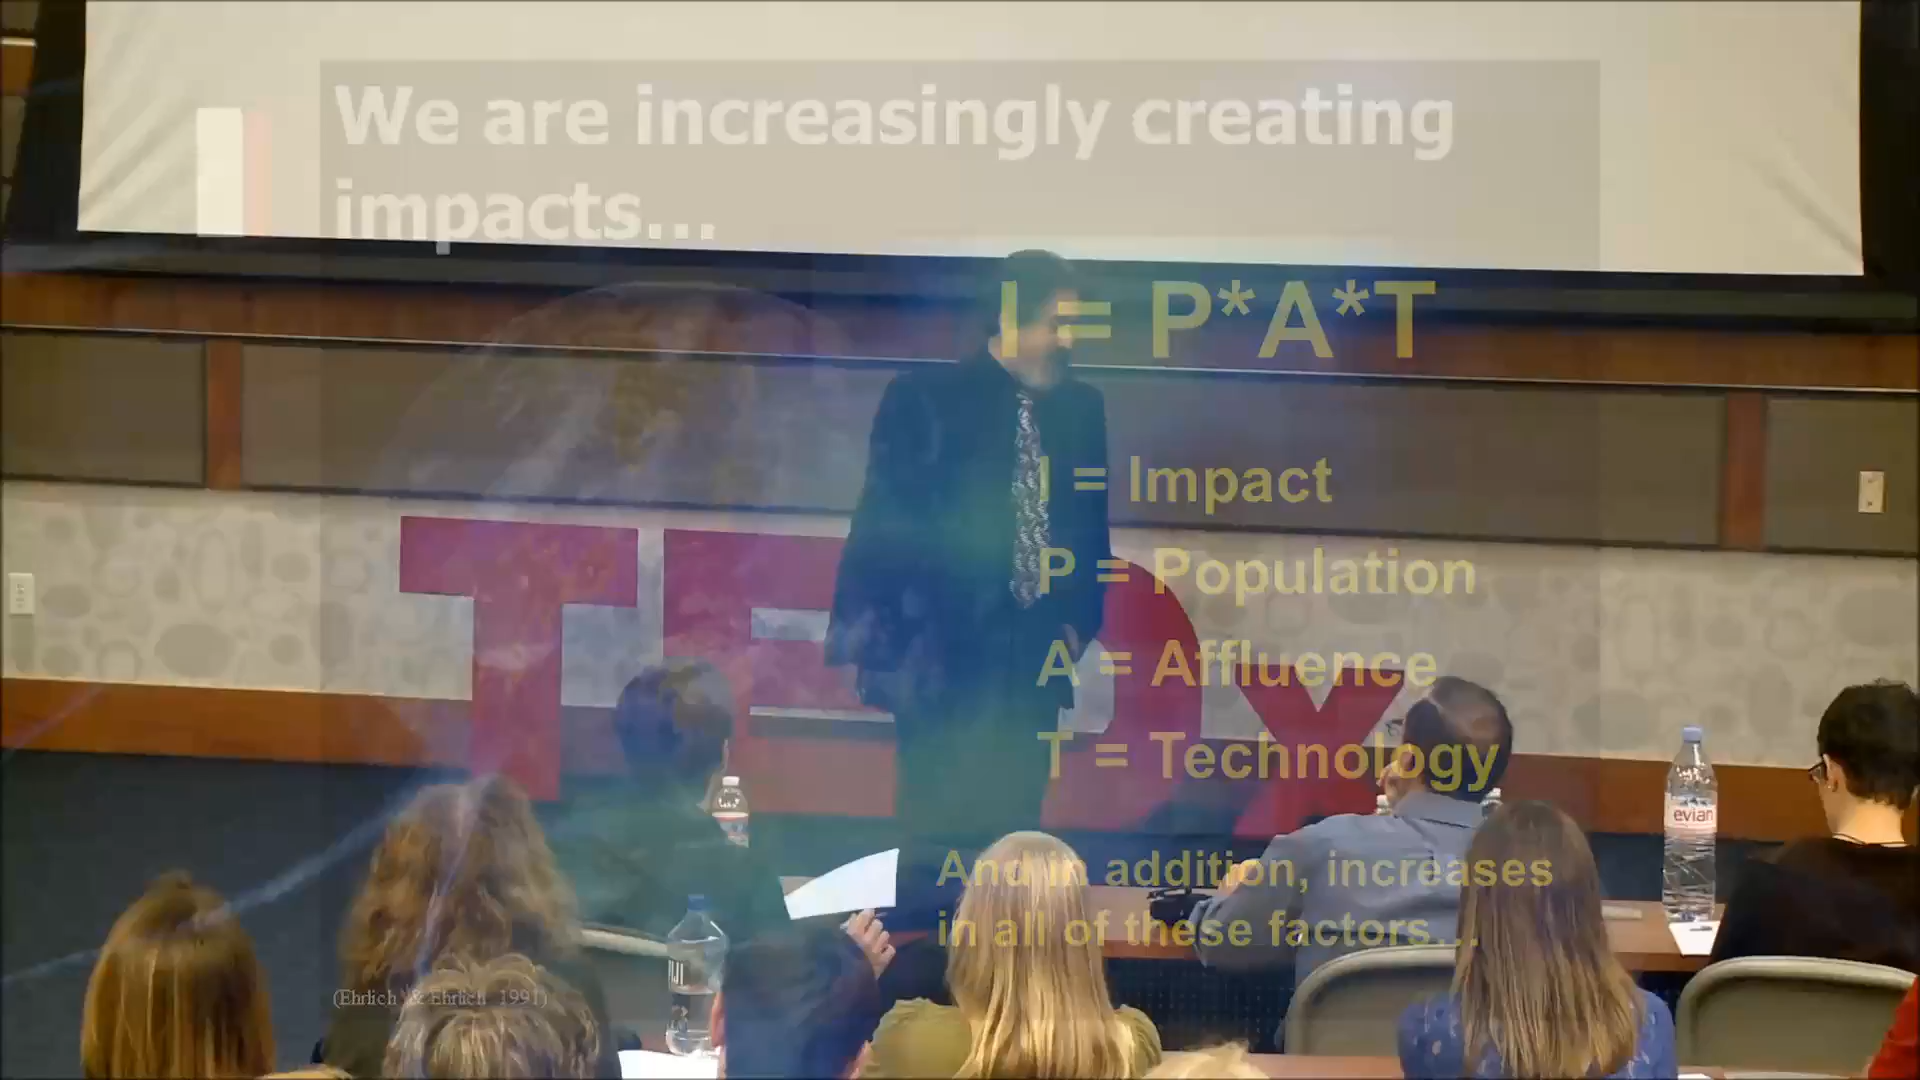 We are increasingly creating
impacts...
I = P*A*T
I = Impact
P = Population
A = Affluence
T = Technology
TEDx
evian
And in addition, increases
in all of these factors...
FIJI
(Ehrlich & Ehrlich 1991)